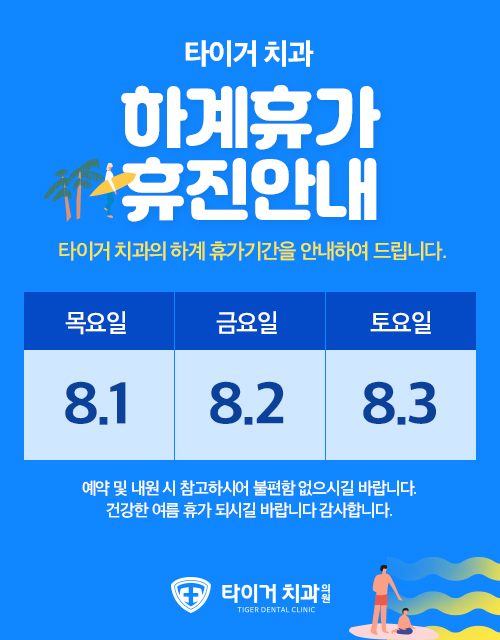 타이거 치과
하계휴가
휴진안내
타이거 치과의 하계 휴가기간을 안내하여 드립니다.
목요일 금요일 토요일
8.1 8.2 8.3
예약 및 내원 시 참고하시어 불편함 없으시길 바랍니다.
건강한 여름 휴가 되시길 바랍니다 감사합니다.
타이거 치과의원
TIGER DENTAL CLINIC